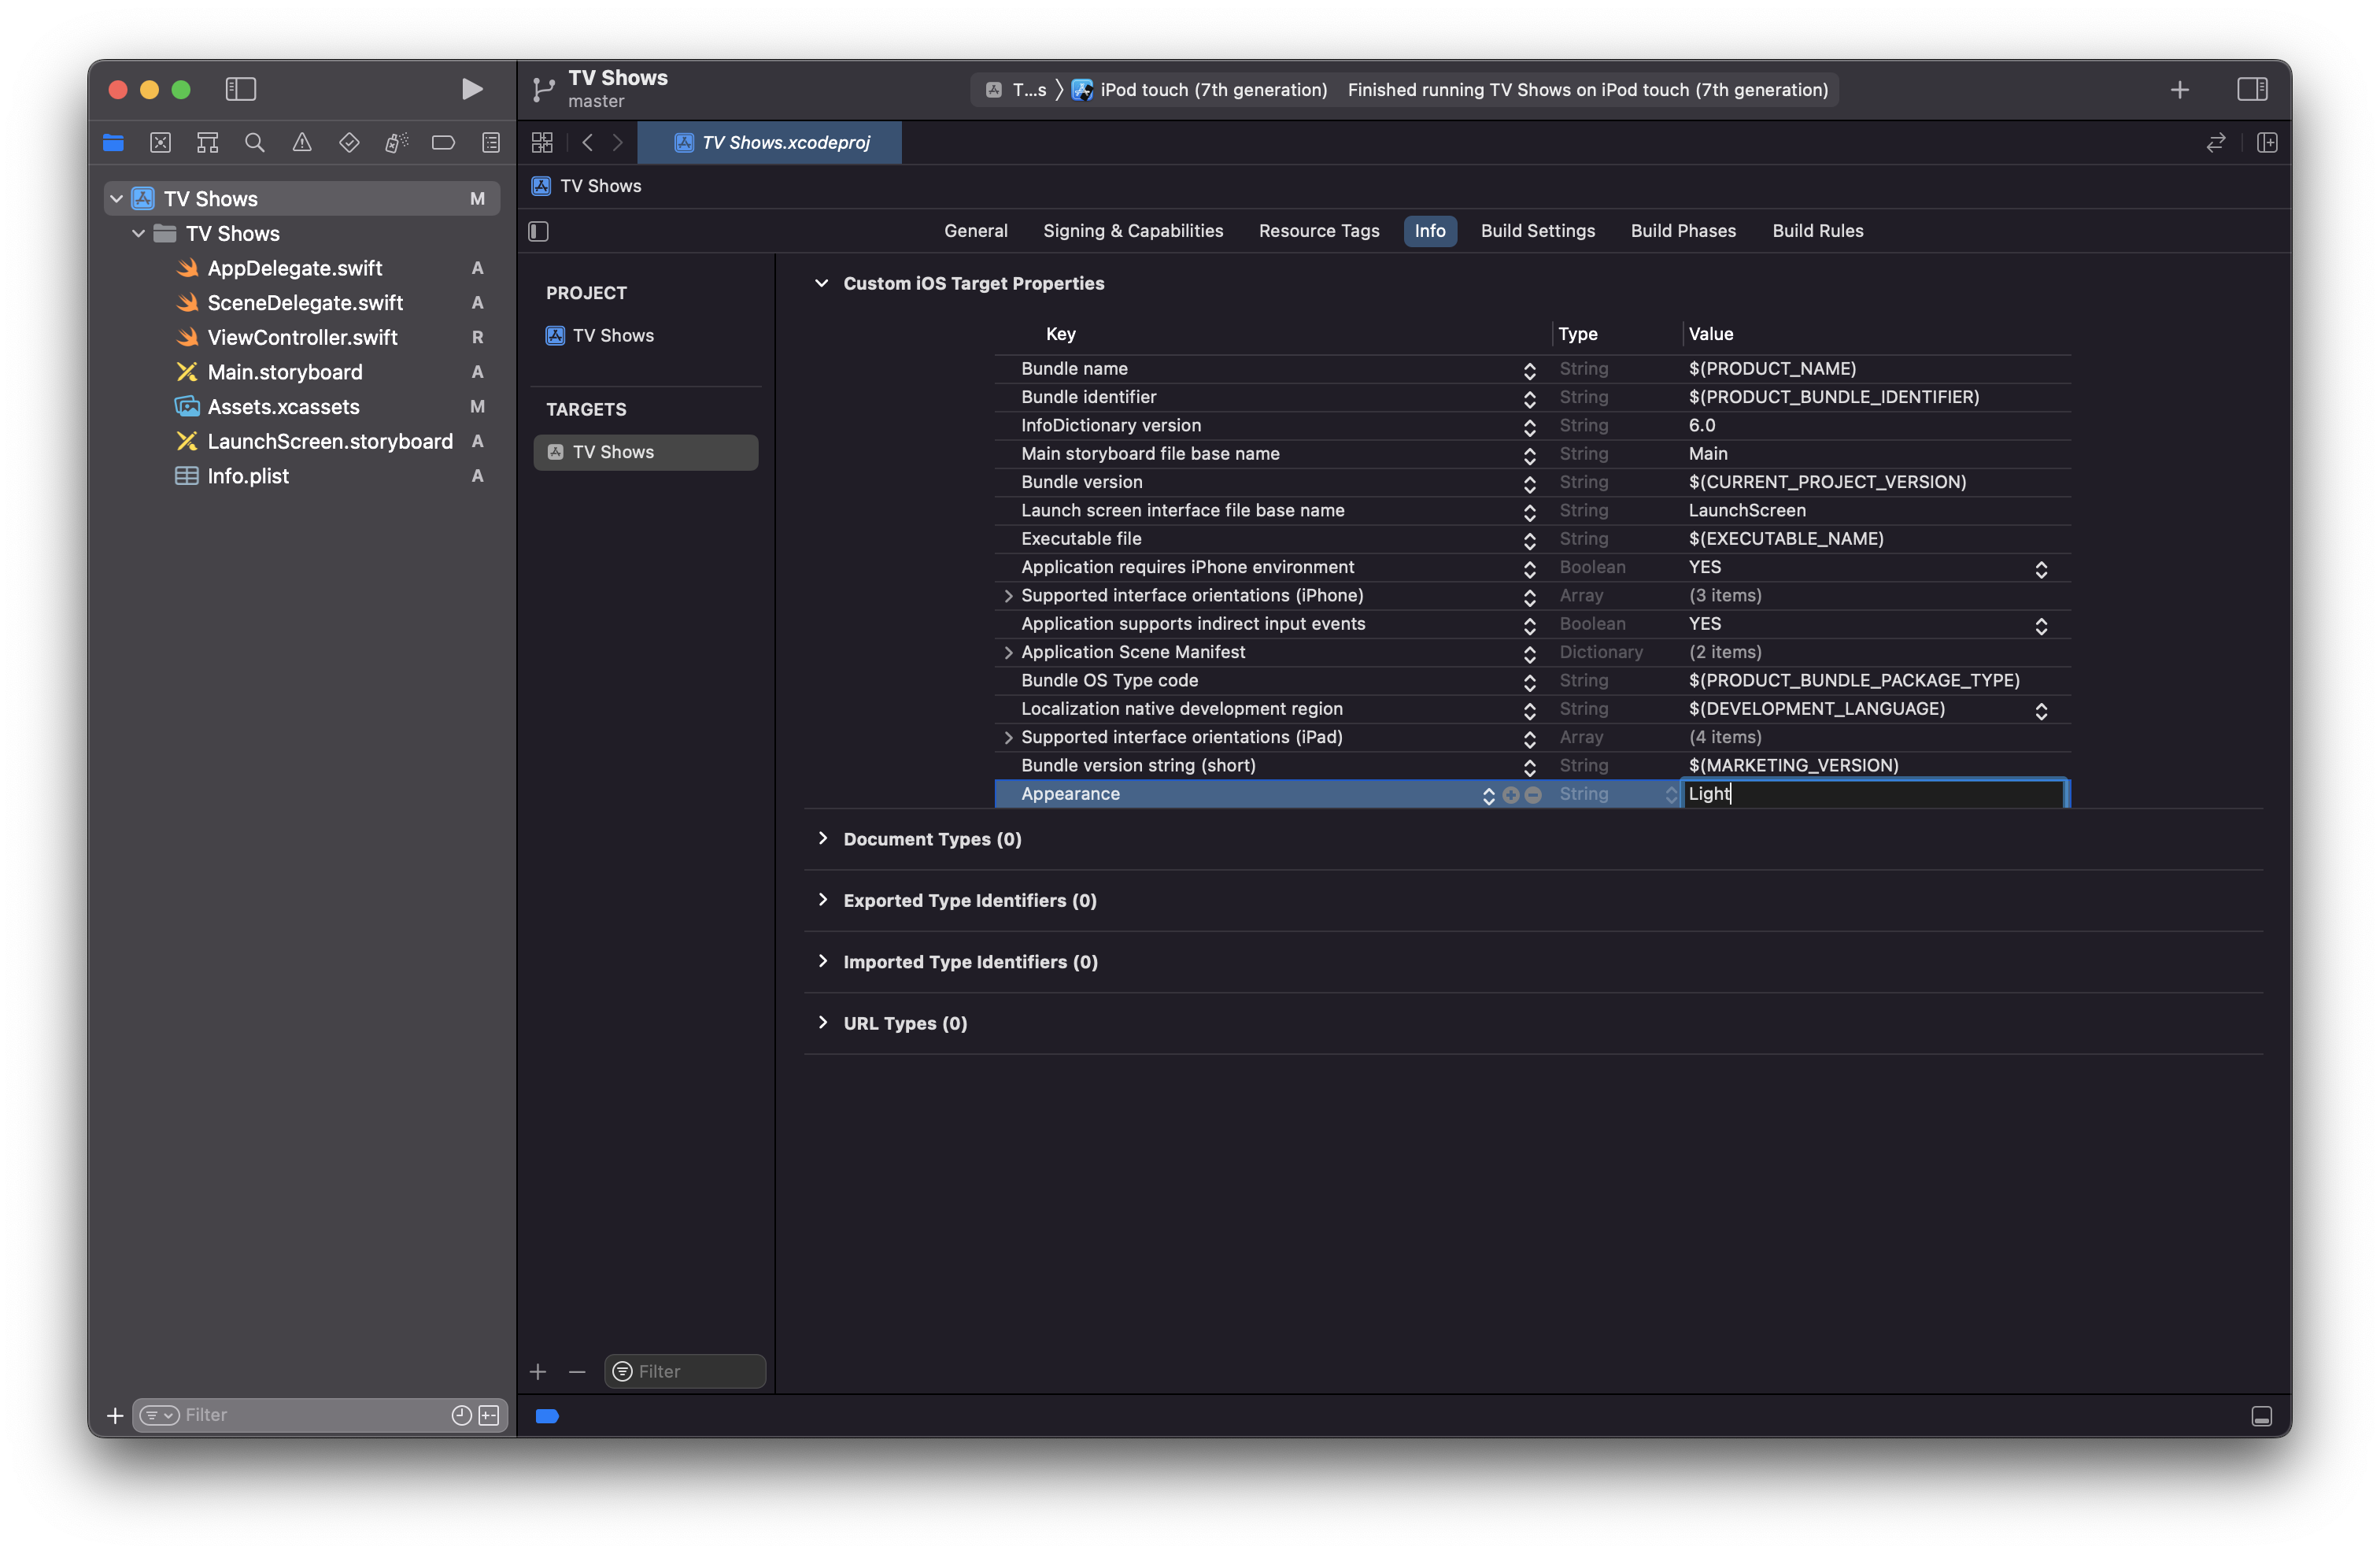 TV Shows
master
T...s
iPod touch (7th generation)
Finished running TV Shows on iPod touch (7th generation)
TV Shows.xcodeproj
TV Shows M
TV Shows
AppDelegate.swift A
SceneDelegate.swift A
ViewController.swift R
Main.storyboard A
Assets.xcassets M
LaunchScreen.storyboard A
Info.plist A
Filter
TV Shows
General Signing & Capabilities Resource Tags Info Build Settings Build Phases Build Rules
PROJECT
TV Shows
TARGETS
TV Shows
Filter
Custom iOS Target Properties
Key Type Value
Bundle name String $(PRODUCT_NAME)
Bundle identifier String $(PRODUCT_BUNDLE_IDENTIFIER)
InfoDictionary version String 6.0
Main storyboard file base name String Main
Bundle version String $(CURRENT_PROJECT_VERSION)
Launch screen interface file base name String LaunchScreen
Executable file String $(EXECUTABLE_NAME)
Application requires iPhone environment Boolean YES
Supported interface orientations (iPhone) Array (3 items)
Application supports indirect input events Boolean YES
Application Scene Manifest Dictionary (2 items)
Bundle OS Type code String $(PRODUCT_BUNDLE_PACKAGE_TYPE)
Localization native development region String $(DEVELOPMENT_LANGUAGE)
Supported interface orientations (iPad) Array (4 items)
Bundle version string (short) String $(MARKETING_VERSION)
Appearance String Light
Document Types (0)
Exported Type Identifiers (0)
Imported Type Identifiers (0)
URL Types (0)